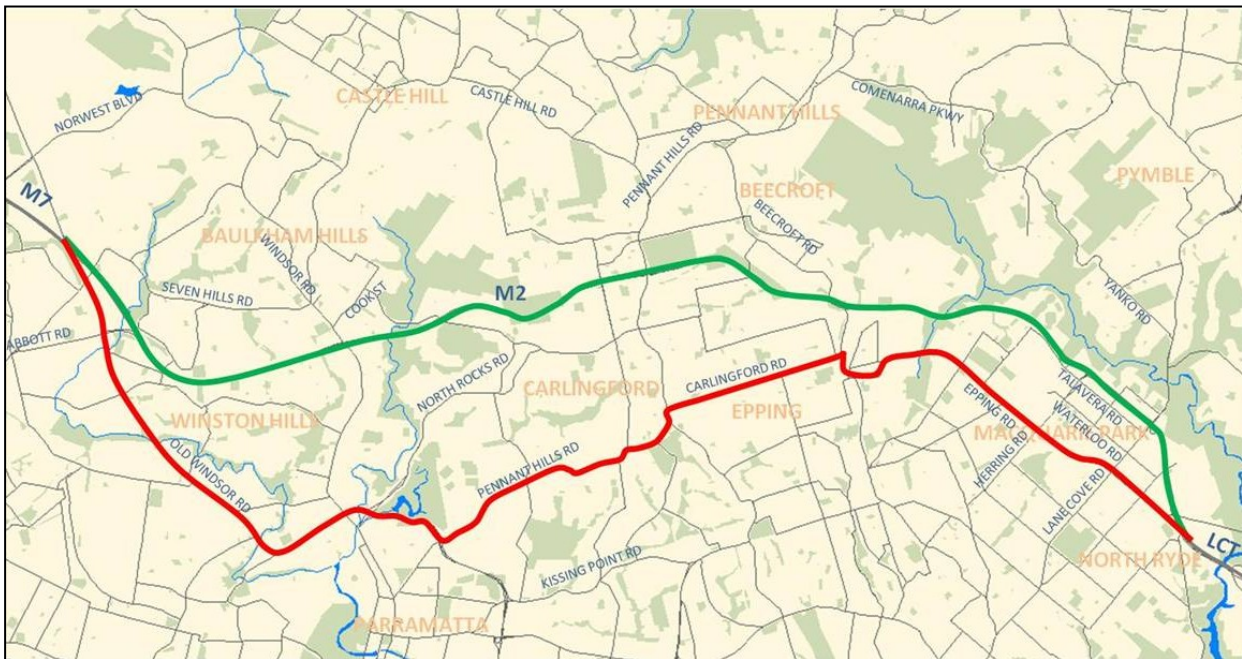 CASTLE HILL
CASTLE HILL RD
COMENARRA PKWY
NORWEST BLVD
PENNANT HILLS
PENNANT HILLS RD
PYMBLE
BEECROFT
M7
BEECROFT RD
BAULKHAM HILLS
WINDSOR RD
SEVEN HILLS RD
COOK ST
M2
YANKO RD
ABBOTT RD
NORTH ROCKS RD
CARLINGFORD
CARLINGFORD RD
EPPING
TALAVERA RD
WINSTON HILLS
EPPING RD
WATERLOO RD
MACQUARIE PARK
HERRING RD
OLD WINDSOR RD
PENNANT HILLS RD
LANE COVE RD
KISSING POINT RD
LCT
NORTH RYDE
PARRAMATTA